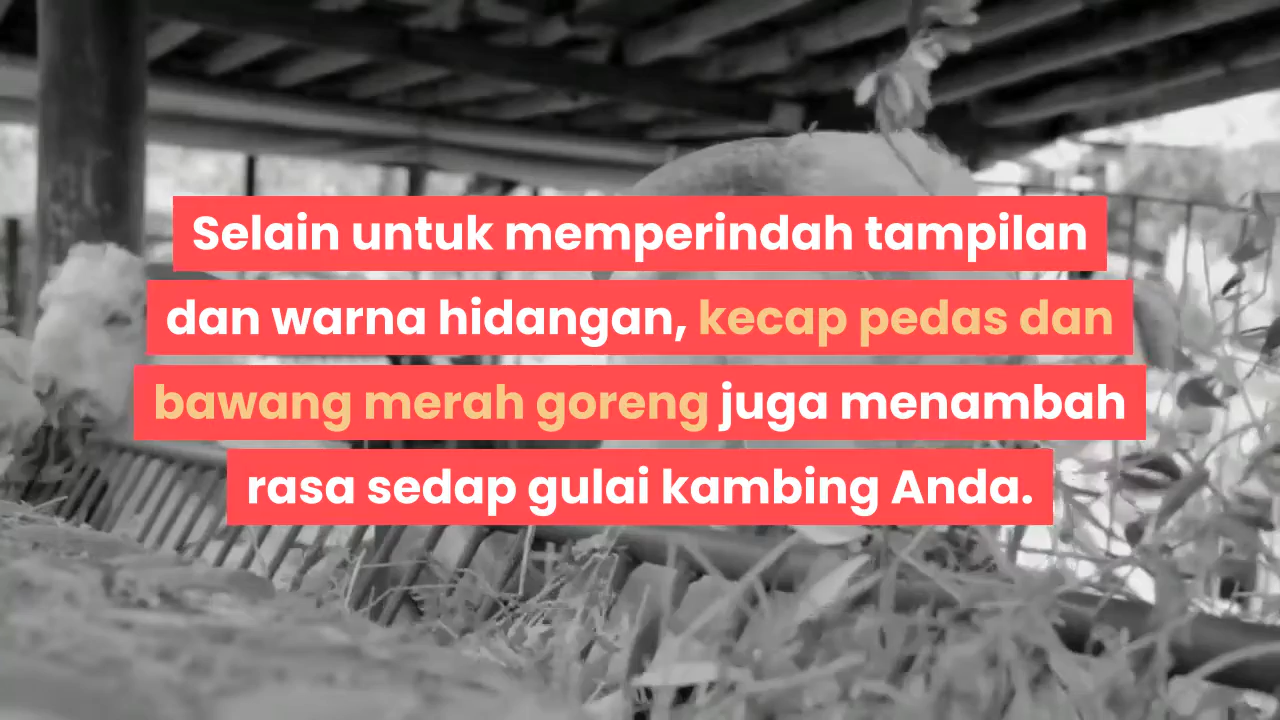 Selain untuk memperindah tampilan
dan warna hidangan, kecap pedas dan
bawang merah goreng juga menambah
rasa sedap gulai kambing Anda.